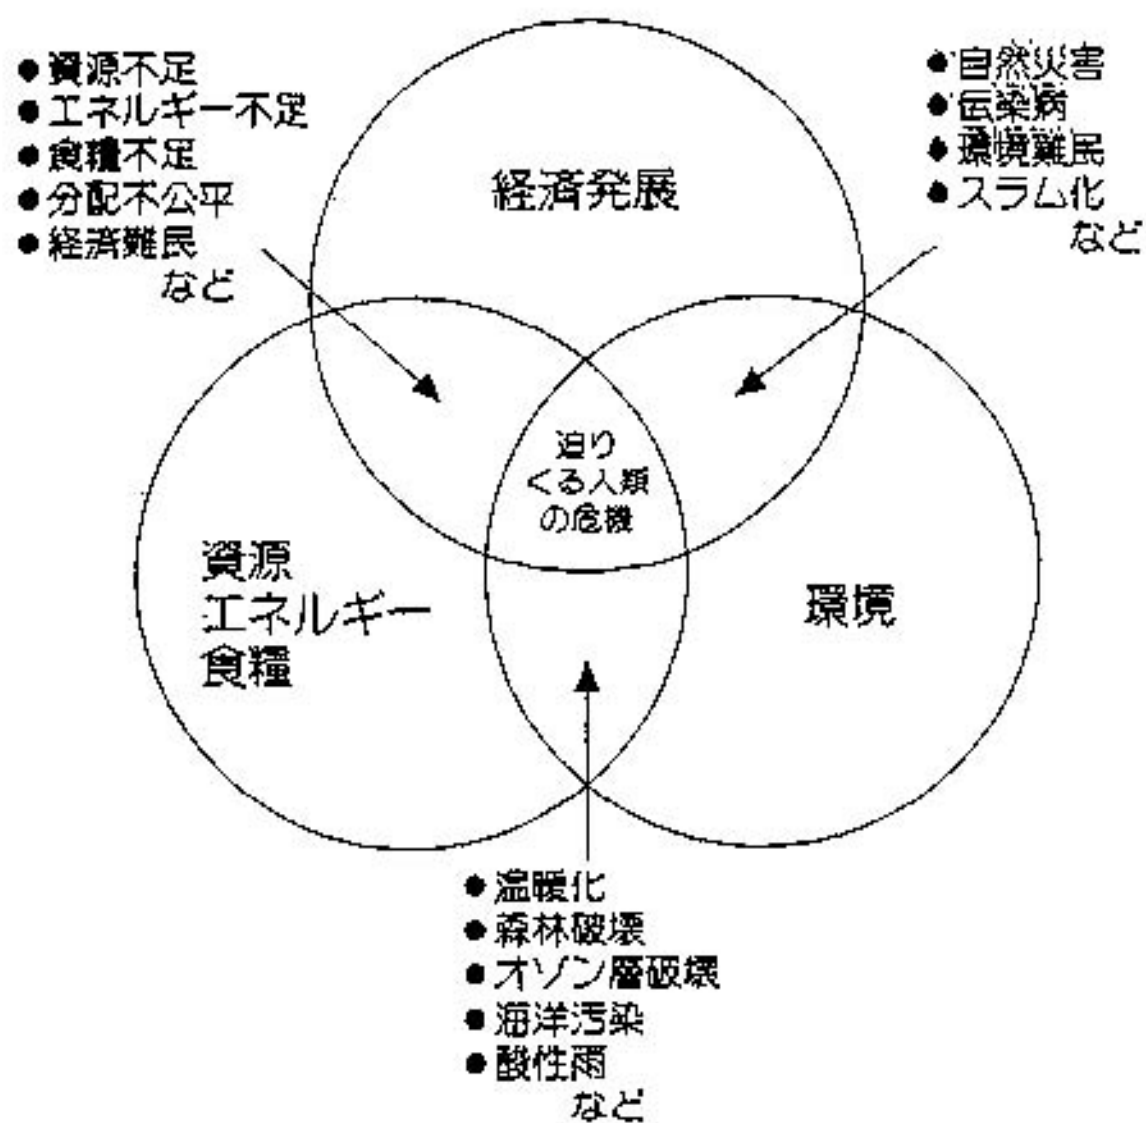 ●資源不足
●エネルギー不足
●食糧不足
●分配不公平
●経済難民
など
●自然災害
●伝染病
●環境難民
●スラム化
など
経済発展
迫り
くる人類
の危機
資源
エネルギー
食糧
環境
●温暖化
●森林破壊
●オゾン層破壊
●海洋汚染
●酸性雨
など